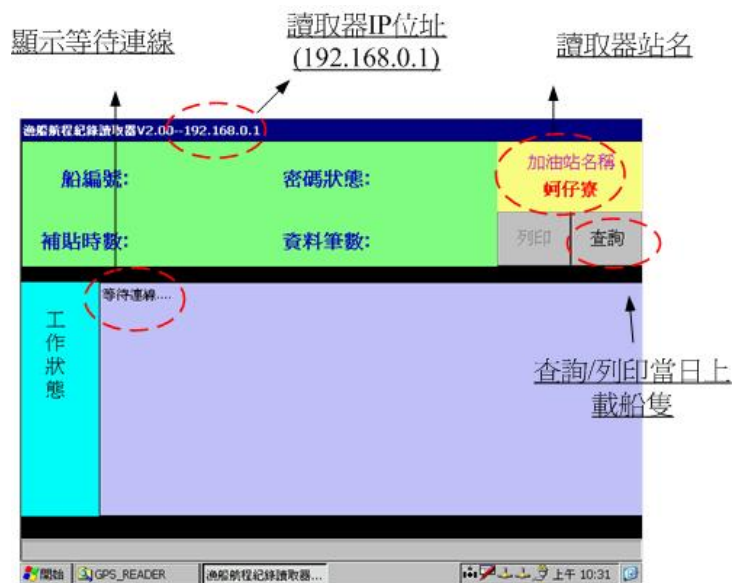 顯示等待連線
讀取器IP位址
(192.168.0.1)
讀取器站名
漁船航程紀錄讀取器V2.00--192.168.0.1
船編號:
密碼狀態:
加油站名稱
蚵仔寮
補貼時數:
資料筆數:
列印
查詢
等待連線....
工作狀態
查詢/列印當日上
載船隻
開始
GPS_READER
漁船航程紀錄讀取器...
上午 10:31